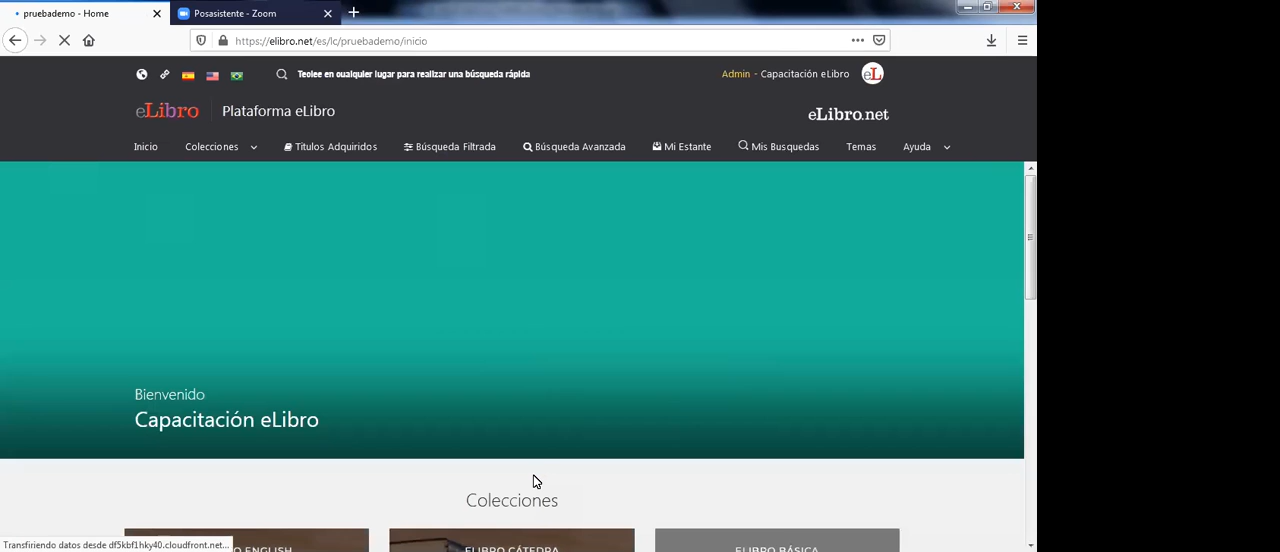 pruebademo - Home
Posasistente - Zoom
https://elibro.net/es/lc/pruebademo/inicio
Teclee en cualquier lugar para realizar una búsqueda rápida
Admin - Capacitación eLibro
eL
eLibro
Plataforma eLibro
eLibro.net
Inicio
Colecciones
Títulos Adquiridos
Búsqueda Filtrada
Búsqueda Avanzada
Mi Estante
Mis Busquedas
Temas
Ayuda
Bienvenido
Capacitación eLibro
Colecciones
O ENGLISH
ELIBRO CÁTEDRA
ELIBRO BÁSICA
Transfiriendo datos desde df5kbf1hky40.cloudfront.net...